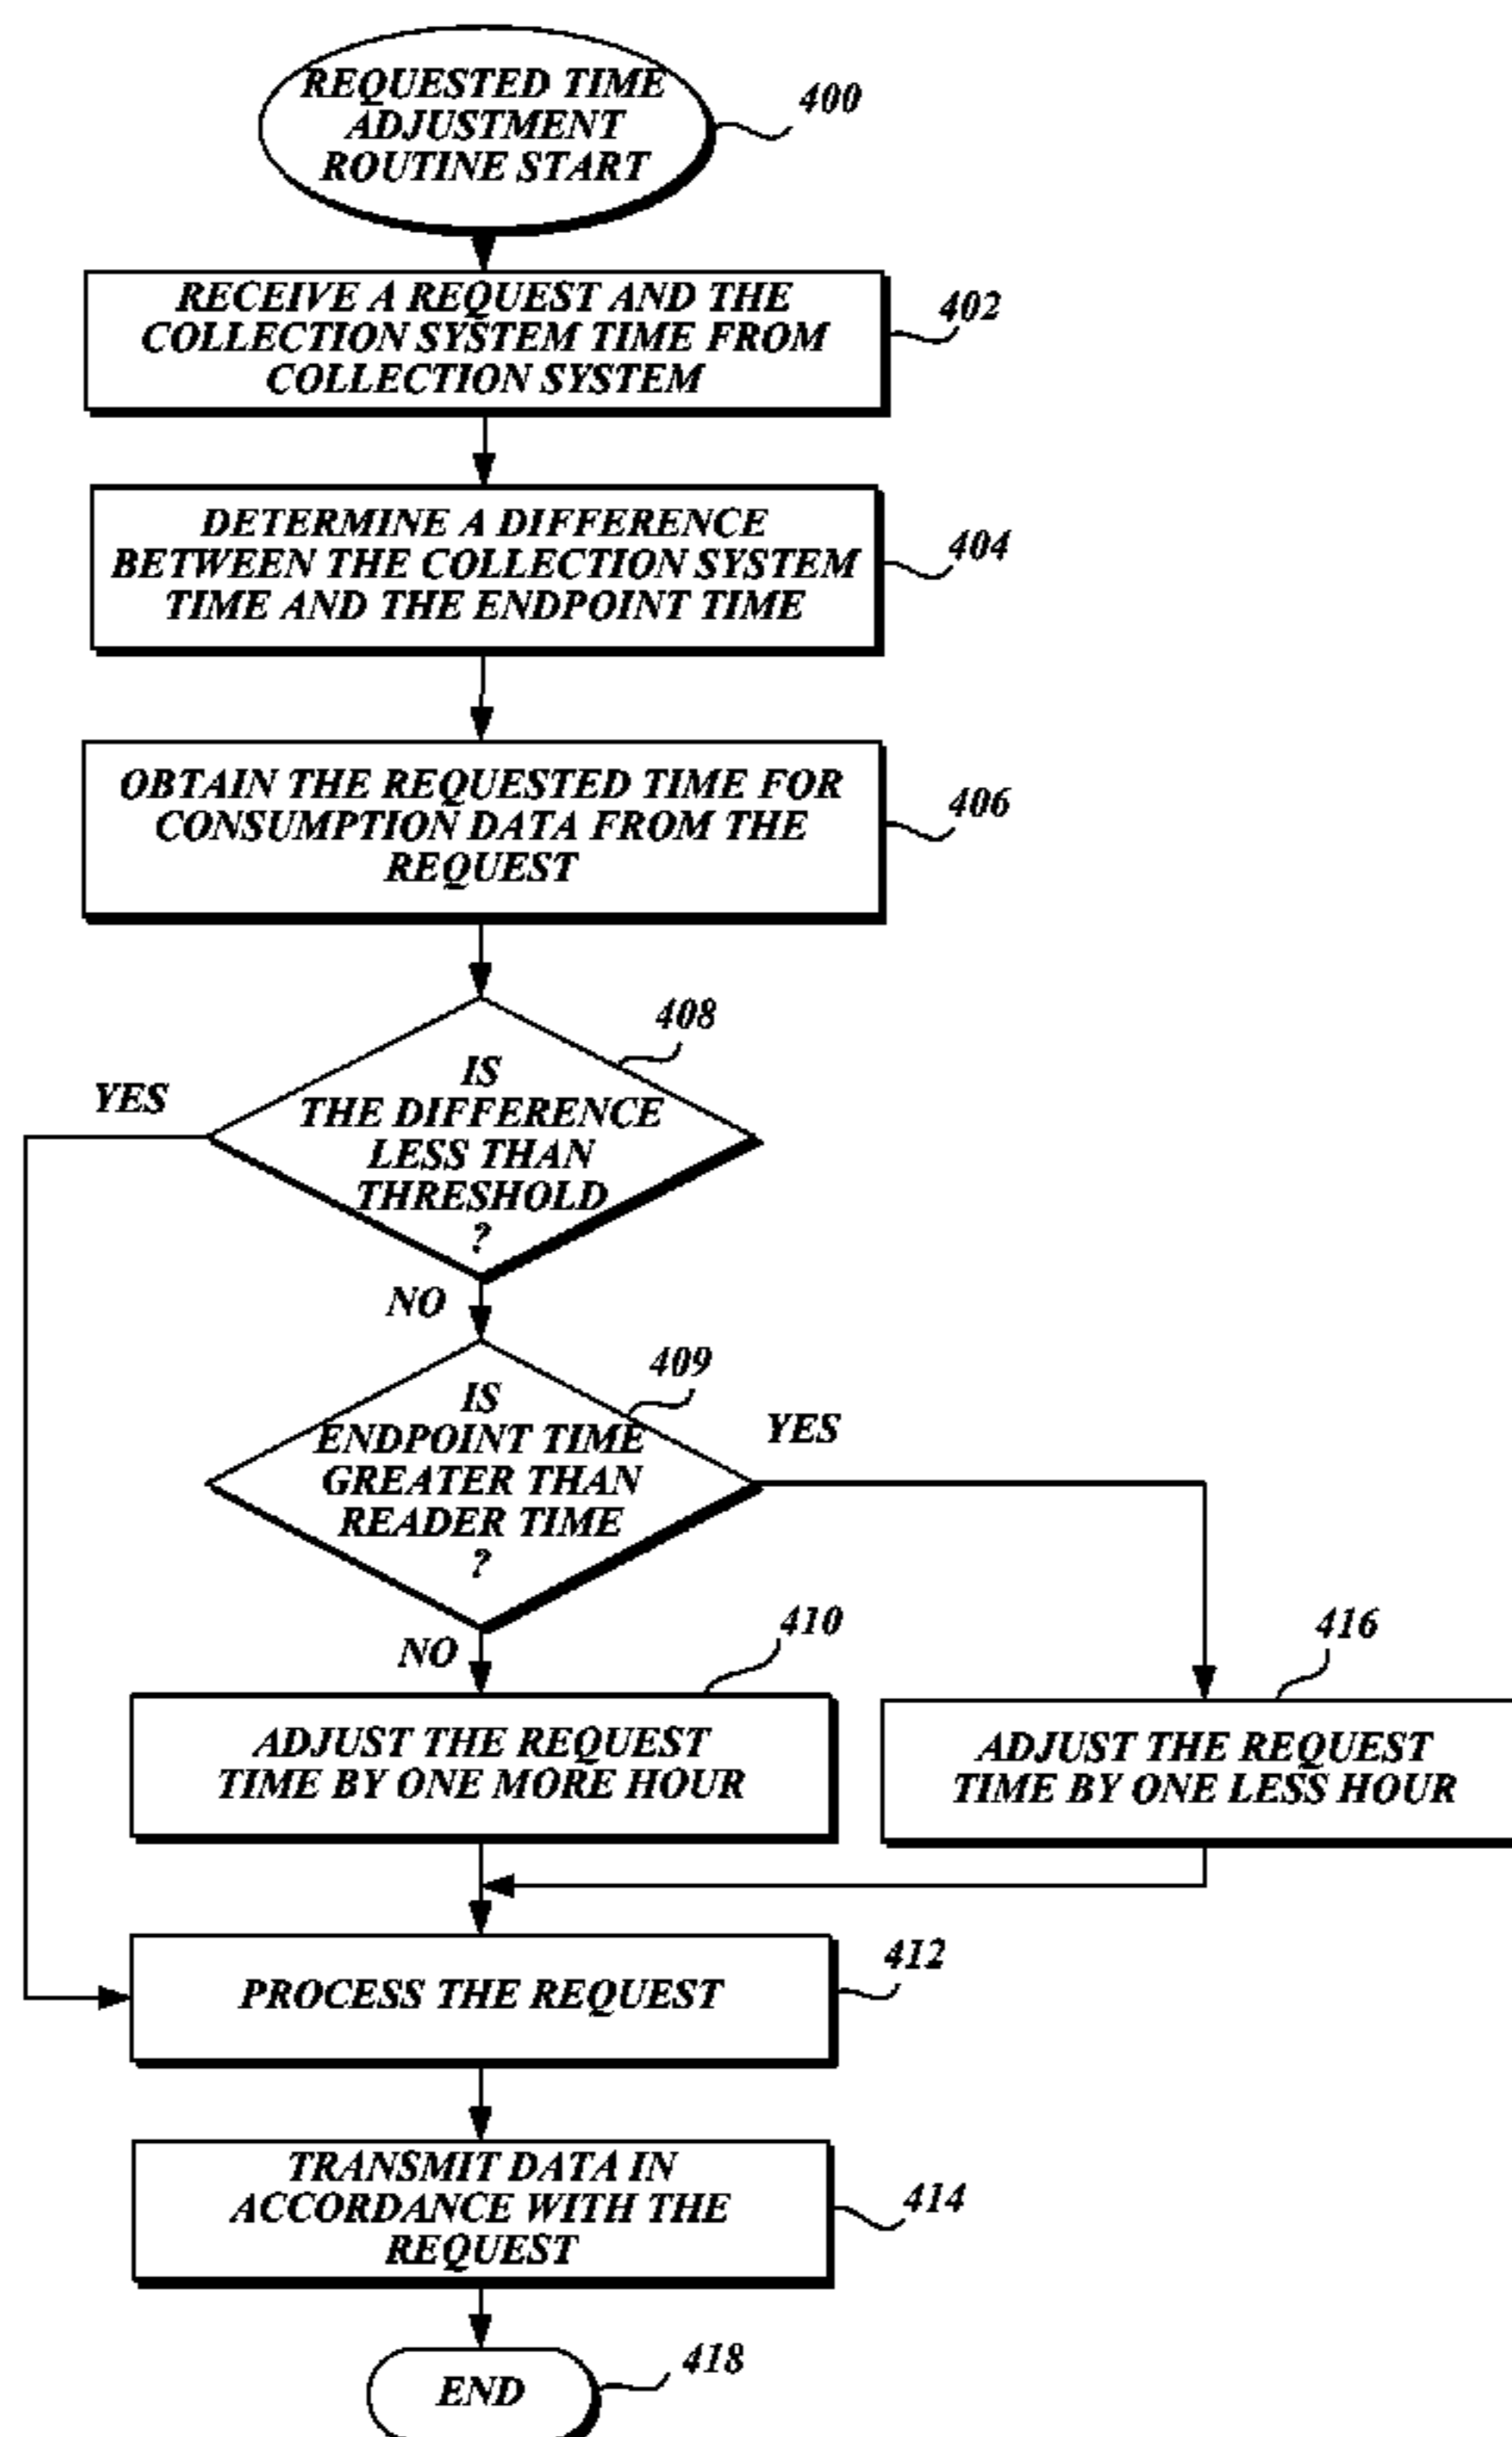 REQUESTED TIME
ADJUSTMENT
ROUTINE START
400
RECEIVE A REQUEST AND THE
COLLECTION SYSTEM TIME FROM
COLLECTION SYSTEM
402
DETERMINE A DIFFERENCE
BETWEEN THE COLLECTION SYSTEM
TIME AND THE ENDPOINT TIME
404
OBTAIN THE REQUESTED TIME FOR
CONSUMPTION DATA FROM THE
REQUEST
406
408
IS
THE DIFFERENCE
LESS THAN
THRESHOLD
?
YES
NO
409
IS
ENDPOINT TIME
GREATER THAN
READER TIME
?
YES
NO
410
ADJUST THE REQUEST
TIME BY ONE MORE HOUR
416
ADJUST THE REQUEST
TIME BY ONE LESS HOUR
PROCESS THE REQUEST
412
TRANSMIT DATA IN
ACCORDANCE WITH THE
REQUEST
414
END
418